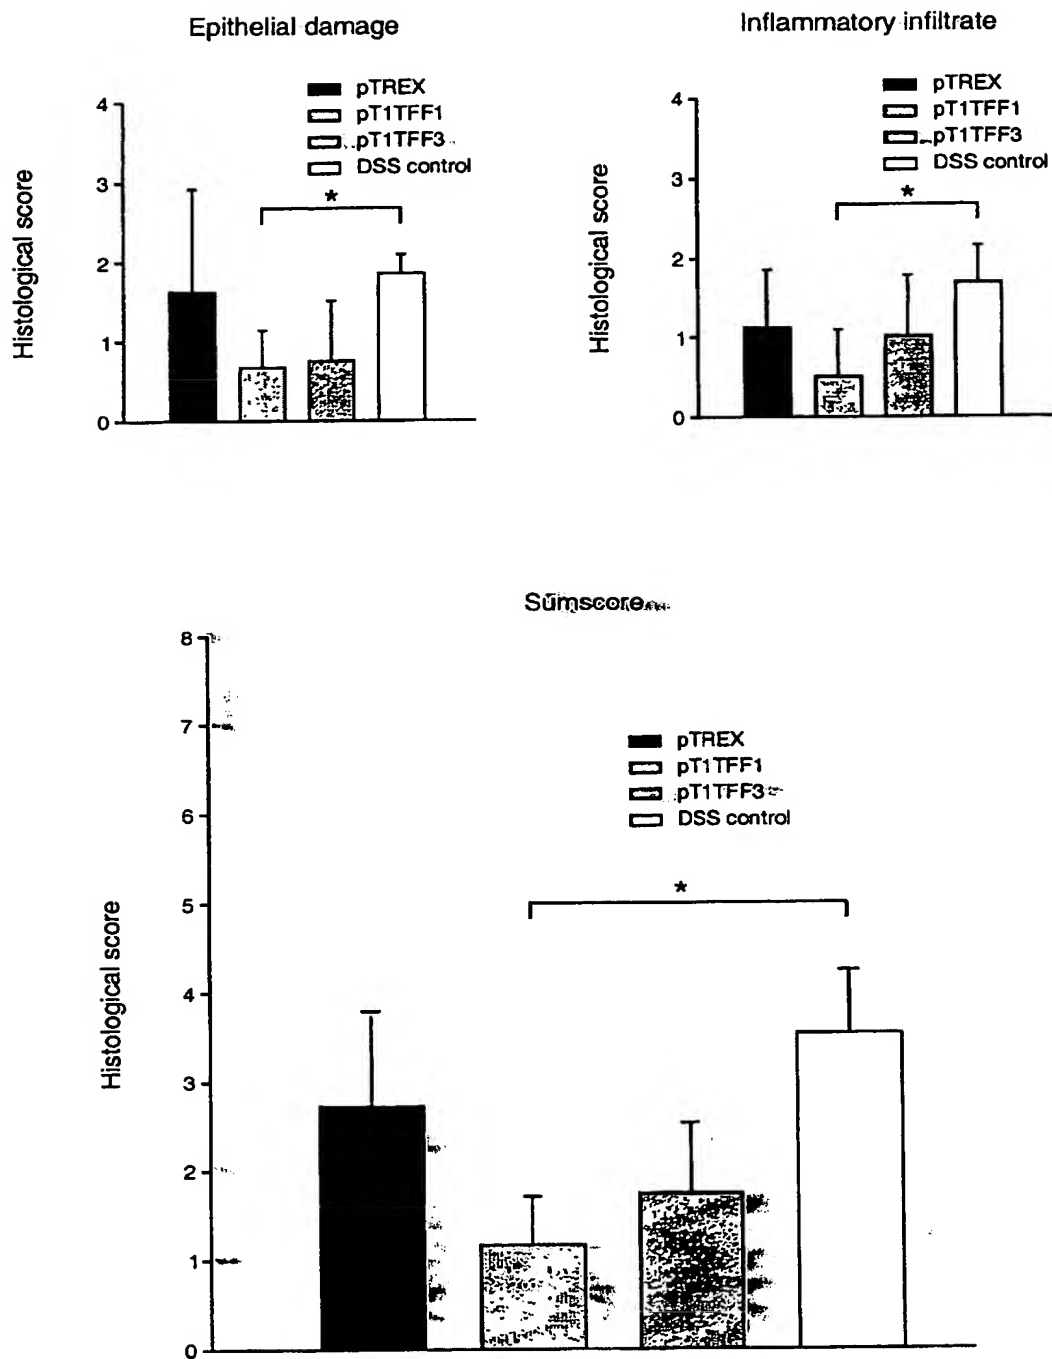 Epithelial damage
pTREX
pT1TFF1
pT1TFF3
DSS control
4
3
2
1
0
Histological score
*
Inflammatory infiltrate
pTREX
pT1TFF1
pT1TFF3
DSS control
4
3
2
1
0
Histological score
*
Sumscore
8
7
6
5
4
3
2
1
0
Histological score
pTREX
pT1TFF1
pT1TFF3
DSS control
*